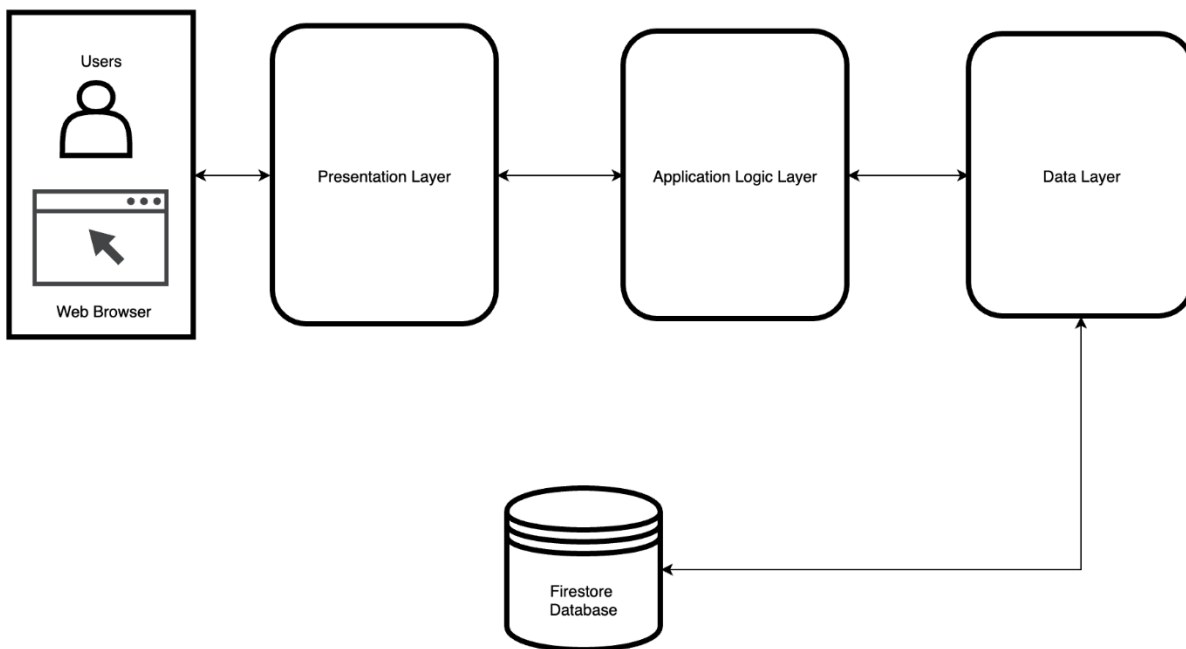 Users
Web Browser
Presentation Layer
Application Logic Layer
Data Layer
Firestore
Database